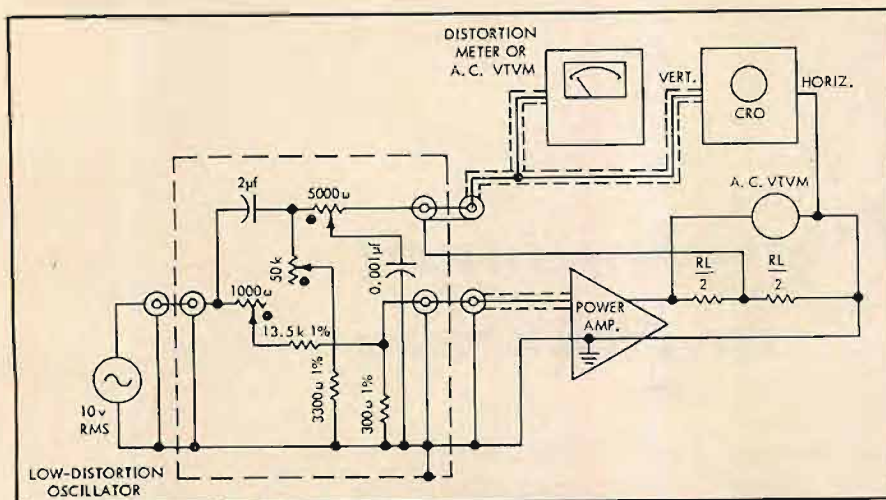 DISTORTION
METER OR
A.C. VTVM
VERT.
HORIZ.
CRO
A.C. VTVM
2μf
5000ω
50k
0.001μf
1000ω
13.5k 1%
3300ω 1%
300ω 1%
POWER
AMP.
RL
2
RL
2
10v
RMS
LOW-DISTORTION
OSCILLATOR